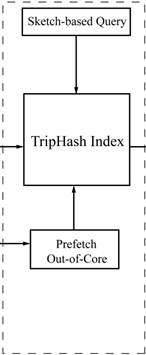 Sketch-based Query
TripHash Index
Prefetch
Out-of-Core